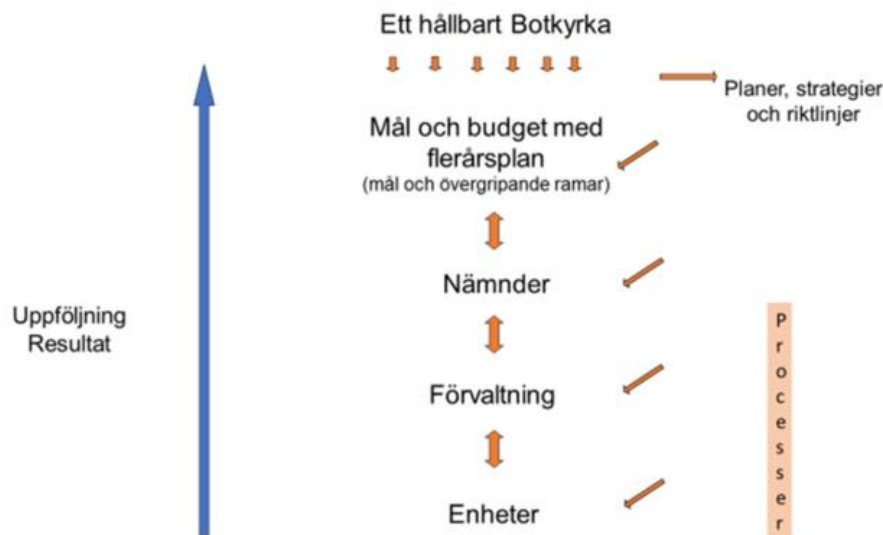 Ett hållbart Botkyrka
Planer, strategier
och riktlinjer
Mål och budget med
flerårsplan
(mål och övergripande ramar)
Nämnder
Uppföljning
Resultat
Förvaltning
Enheter
Processer